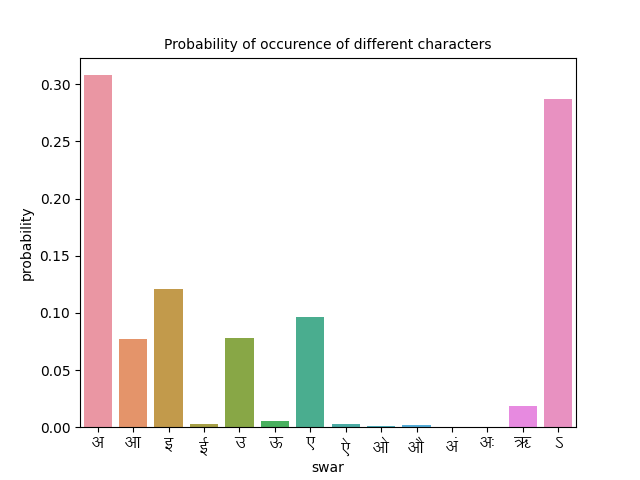 Probability of occurence of different characters
0.30
0.25
0.20
0.15
0.10
0.05
0.00
probability
अ आ इ ई उ ऊ ए ऐ ओ औ अं अः ऋ ऽ
swar